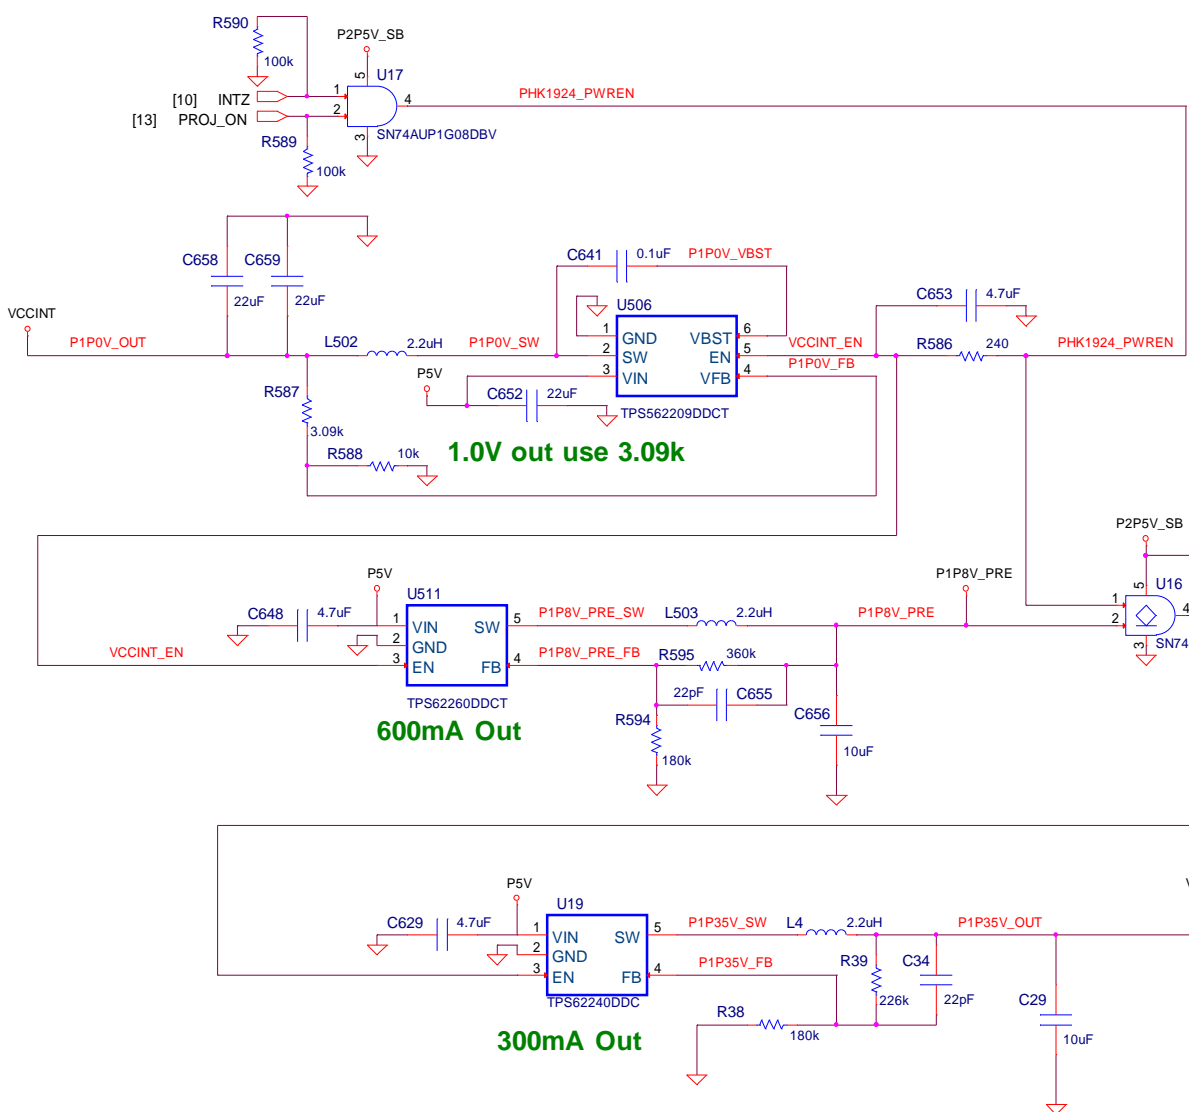 R590
100k
P2P5V_SB
5
U17
[10] INTZ
1
4
PHK1924_PWREN
[13] PROJ_ON
2
3
SN74AUP1G08DBV
R589
100k
C658
22uF
C659
22uF
C641
0.1uF
P1P0V_VBST
U506
C653
4.7uF
VCCINT
P1P0V_OUT
L502
2.2uH
P1P0V_SW
1
GND
VBST
6
2
SW
EN
5
VCCINT_EN
3
VIN
VFB
4
P1P0V_FB
R586
240
PHK1924_PWREN
P5V
C652
22uF
TPS562209DDCT
R587
3.09k
R588
10k
1.0V out use 3.09k
P2P5V_SB
P5V
U511
P1P8V_PRE
5
U16
C648
4.7uF
1
VIN
SW
5
P1P8V_PRE_SW
L503
2.2uH
P1P8V_PRE
1
2
4
2
GND
3
SN74
VCCINT_EN
3
EN
FB
4
P1P8V_PRE_FB
R595
360k
TPS62260DDCT
22pF
C655
R594
180k
C656
10uF
600mA Out
P5V
U19
C629
4.7uF
1
VIN
SW
5
P1P35V_SW
L4
2.2uH
P1P35V_OUT
2
GND
3
EN
FB
4
P1P35V_FB
R39
226k
C34
22pF
TPS62240DDC
R38
180k
C29
10uF
300mA Out